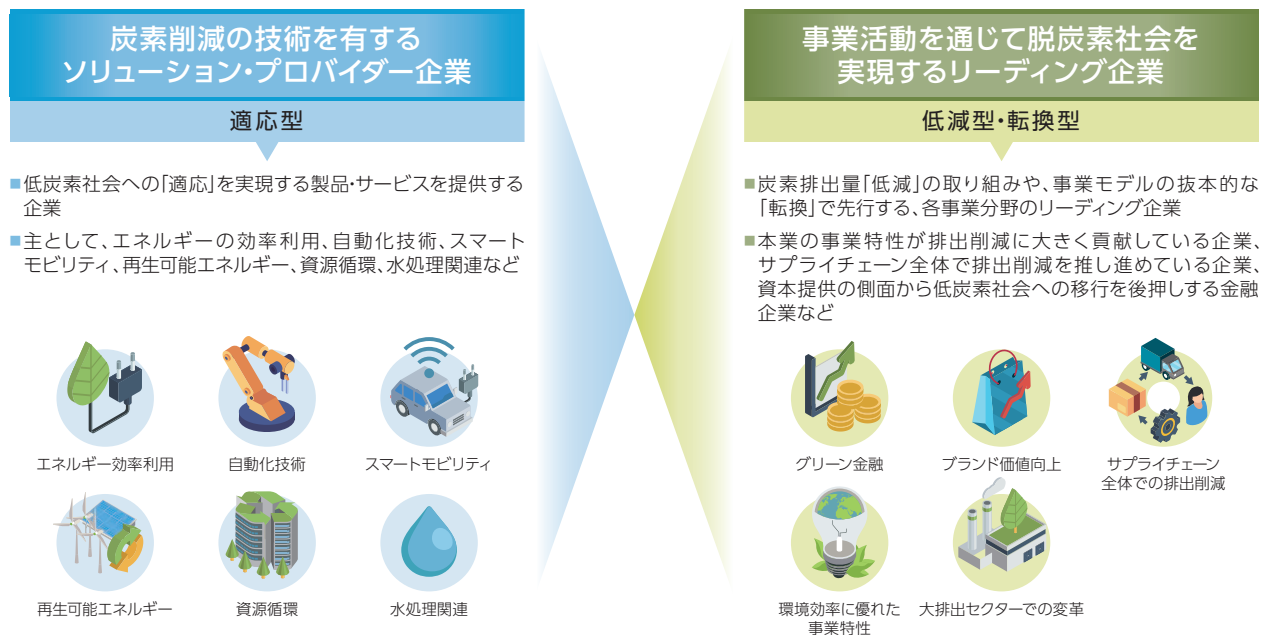 炭素削減の技術を有する
ソリューション・プロバイダー企業
適応型
■低炭素社会への「適応」を実現する製品・サービスを提供する
企業
■主として、エネルギーの効率利用、自動化技術、スマート
モビリティ、再生可能エネルギー、資源循環、水処理関連など
エネルギー効率利用
自動化技術
スマートモビリティ
再生可能エネルギー
資源循環
水処理関連
事業活動を通じて脱炭素社会を
実現するリーディング企業
低減型・転換型
■炭素排出量「低減」の取り組みや、事業モデルの抜本的な
「転換」で先行する、各事業分野のリーディング企業
■本業の事業特性が排出削減に大きく貢献している企業、
サプライチェーン全体で排出削減を推し進めている企業、
資本提供の側面から低炭素社会への移行を後押しする金融
企業など
グリーン金融
ブランド価値向上
サプライチェーン
全体での排出削減
環境効率に優れた
事業特性
大排出セクターでの変革